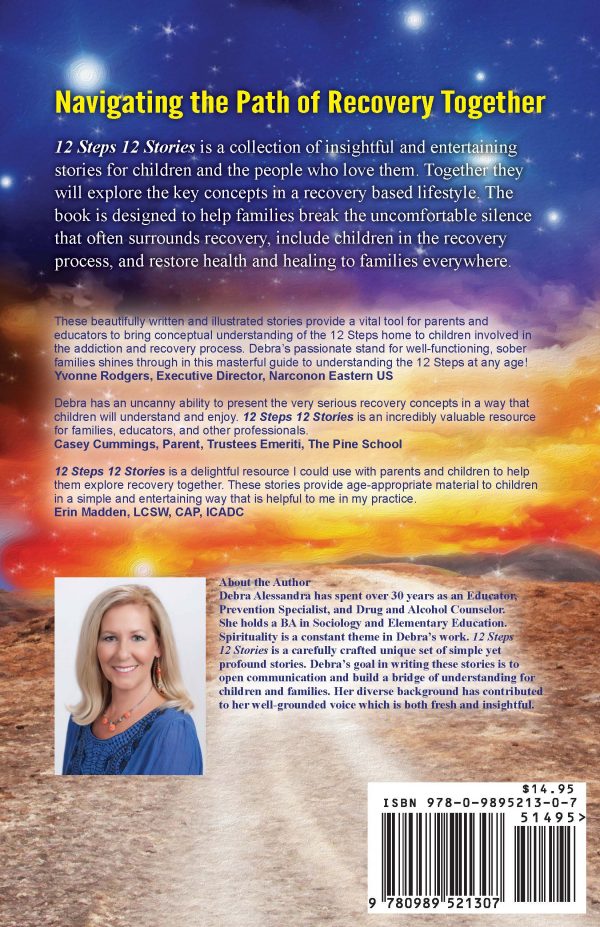 Navigating the Path of Recovery Together
12 Steps 12 Stories is a collection of insightful and entertaining
stories for children and the people who love them. Together they
will explore the key concepts in a recovery based lifestyle. The
book is designed to help families break the uncomfortable silence
that often surrounds recovery, include children in the recovery
process, and restore health and healing to families everywhere.
These beautifully written and illustrated stories provide a vital tool for parents and
educators to bring conceptual understanding of the 12 Steps home to children involved in
the addiction and recovery process. Debra's passionate stand for well-functioning, sober
families shines through in this masterful guide to understanding the 12 Steps at any age!
Yvonne Rodgers, Executive Director, Narconon Eastern US
Debra has an uncanny ability to present the very serious recovery concepts in a way that
children will understand and enjoy. 12 Steps 12 Stories is an incredibly valuable resource
for families, educators, and other professionals.
Casey Cummings, Parent, Trustees Emeriti, The Pine School
12 Steps 12 Stories is a delightful resource I could use with parents and children to help
them explore recovery together. These stories provide age-appropriate material to children
in a simple and entertaining way that is helpful to me in my practice.
Erin Madden, LCSW, CAP, ICADC
About the Author
Debra Alessandra has spent over 30 years as an Educator,
Prevention Specialist, and Drug and Alcohol Counselor.
She holds a BA in Sociology and Elementary Education.
Spirituality is a constant theme in Debra's work. 12 Steps
12 Stories is a carefully crafted unique set of simple yet
profound stories. Debra's goal in writing these stories is to
open communication and build a bridge of understanding for
children and families. Her diverse background has contributed
to her well-grounded voice which is both fresh and insightful.
$14.95
ISBN 978-0-9895213-0-7
51495>
9 780989 521307